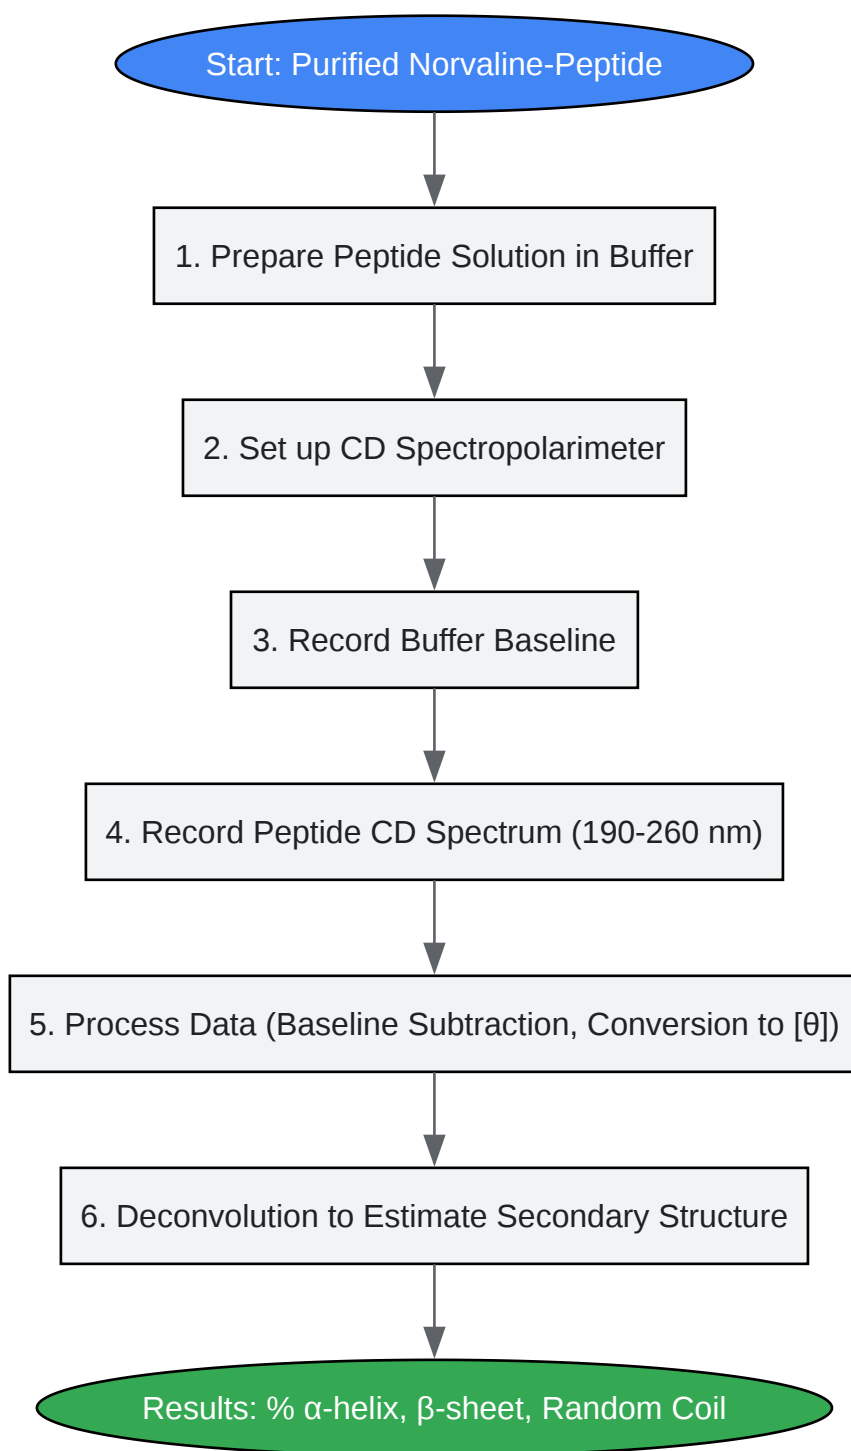 Start: Purified Norvaline-Peptide
1. Prepare Peptide Solution in Buffer
2. Set up CD Spectropolarimeter
3. Record Buffer Baseline
4. Record Peptide CD Spectrum (190-260 nm)
5. Process Data (Baseline Subtraction, Conversion to [θ])
6. Deconvolution to Estimate Secondary Structure
Results: % α-helix, β-sheet, Random Coil